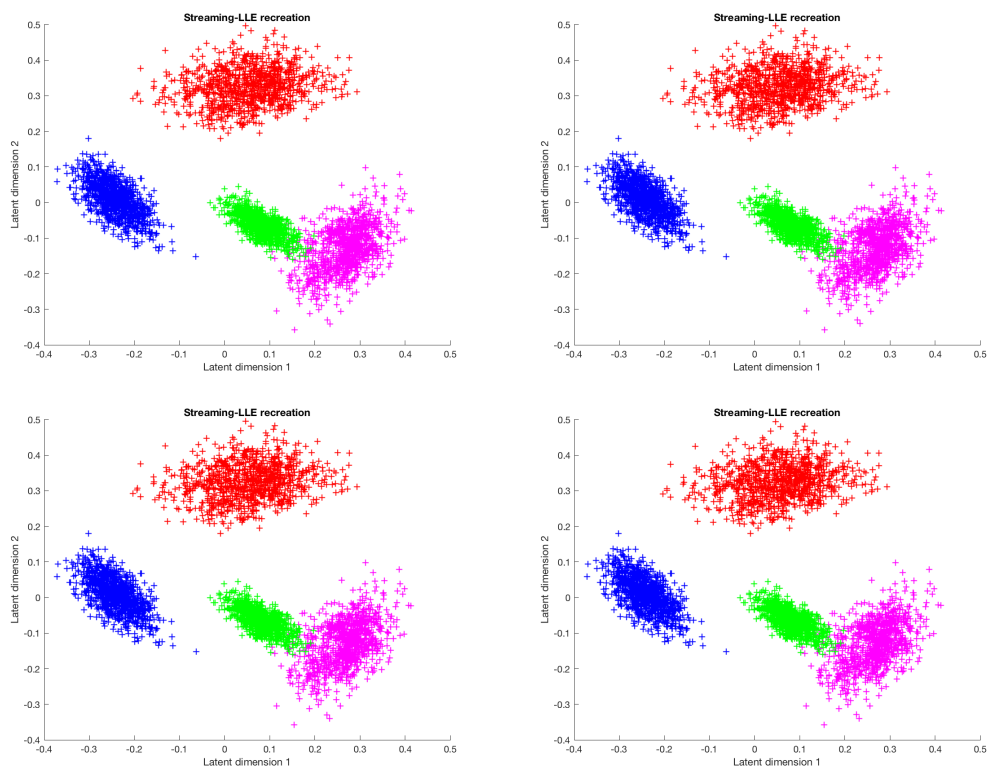 Streaming-LLE recreation
0.5
0.4
0.3
0.2
0.1
0
-0.1
-0.2
-0.3
-0.4
Latent dimension 2
-0.4 -0.3 -0.2 -0.1 0 0.1 0.2 0.3 0.4 0.5
Latent dimension 1
Streaming-LLE recreation
0.5
0.4
0.3
0.2
0.1
0
-0.1
-0.2
-0.3
-0.4
Latent dimension 2
-0.4 -0.3 -0.2 -0.1 0 0.1 0.2 0.3 0.4 0.5
Latent dimension 1
Streaming-LLE recreation
0.5
0.4
0.3
0.2
0.1
0
-0.1
-0.2
-0.3
-0.4
Latent dimension 2
-0.4 -0.3 -0.2 -0.1 0 0.1 0.2 0.3 0.4 0.5
Latent dimension 1
Streaming-LLE recreation
0.5
0.4
0.3
0.2
0.1
0
-0.1
-0.2
-0.3
-0.4
Latent dimension 2
-0.4 -0.3 -0.2 -0.1 0 0.1 0.2 0.3 0.4 0.5
Latent dimension 1